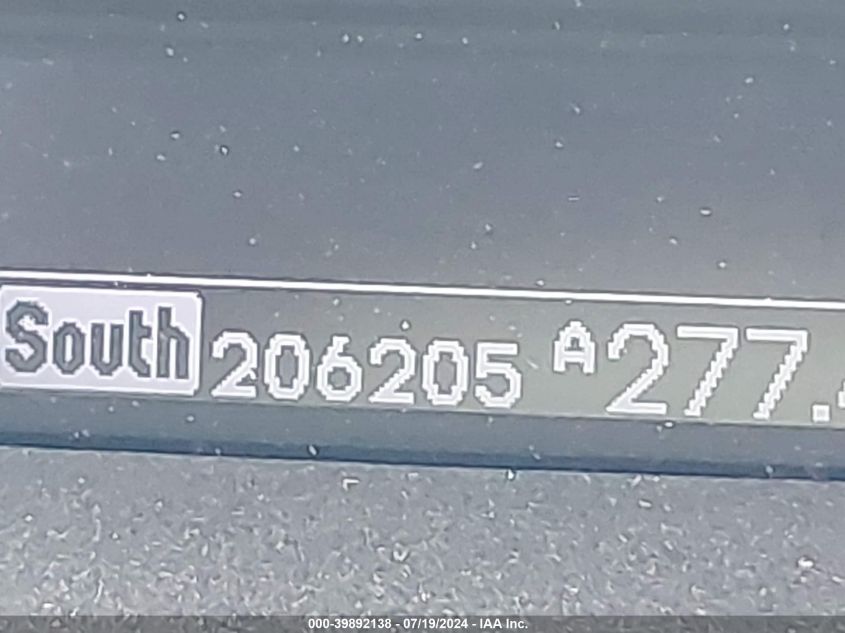 South 206205 A 277.
000-39892138 - 07/19/2024 - IAA Inc.